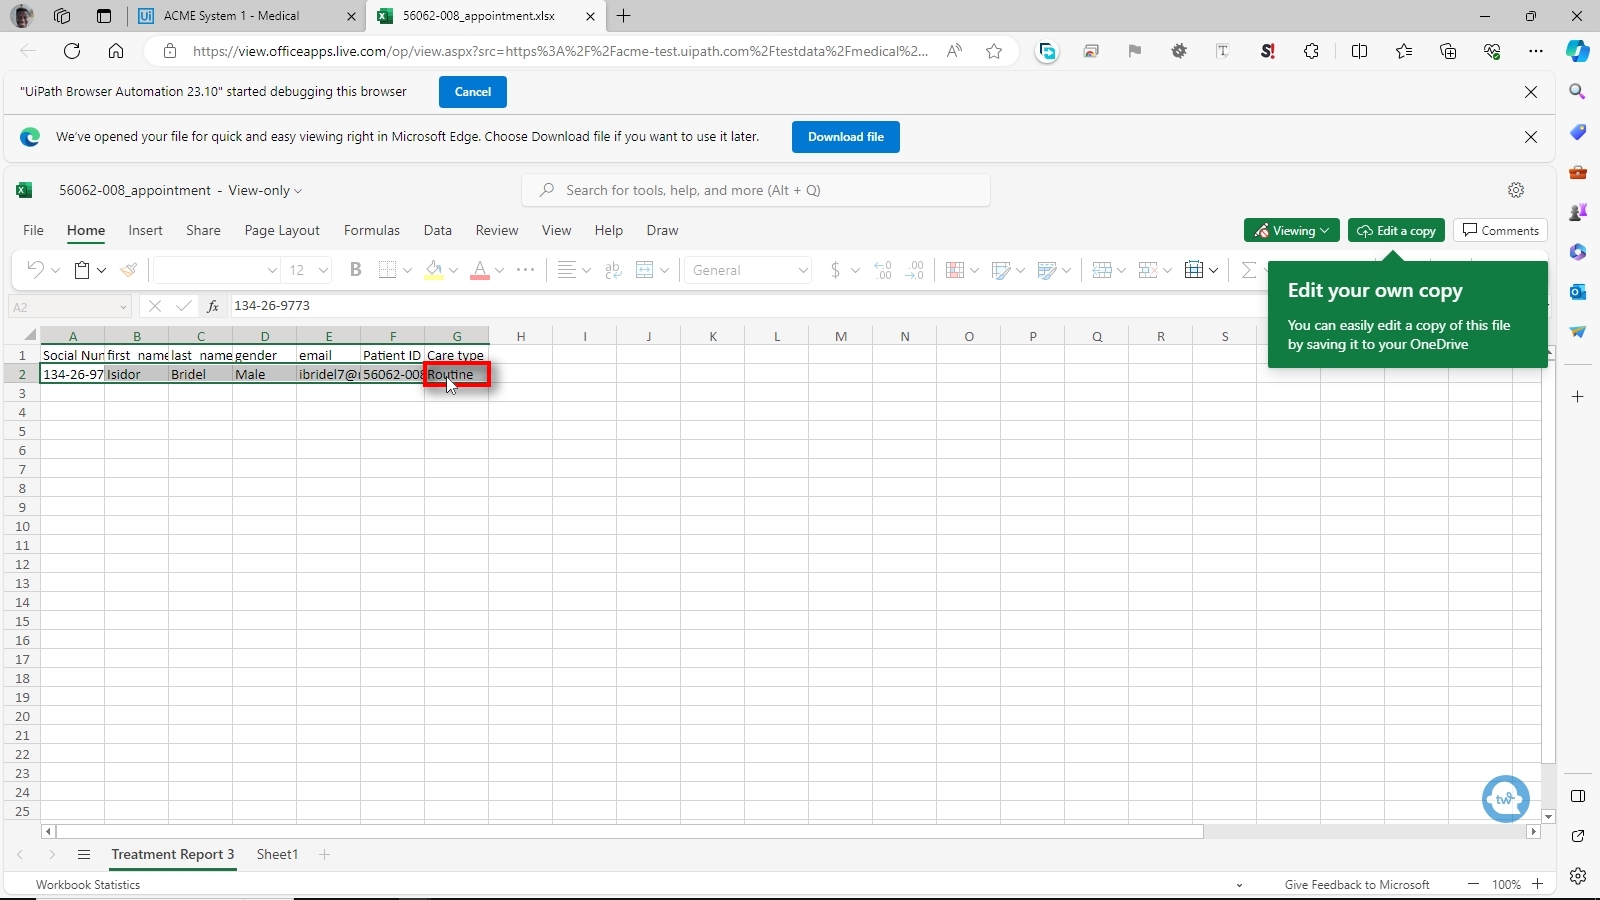 ACME System 1 - Medical
56062-008_appointment.xlsx
https://view.officeapps.live.com/op/view.aspx?src=https%3A%2F%2Facme-test.uipath.com%2Ftestdata%2Fmedical%2...
"UiPath Browser Automation 23.10" started debugging this browser
Cancel
We've opened your file for quick and easy viewing right in Microsoft Edge. Choose Download file if you want to use it later.
Download file
56062-008_appointment - View-only
Search for tools, help, and more (Alt + Q)
File Home Insert Share Page Layout Formulas Data Review View Help Draw
Viewing Edit a copy Comments
12 B A General $
A2 fx 134-26-9773
Edit your own copy
You can easily edit a copy of this file
by saving it to your OneDrive
A B C D E F G H I J K L M N O P Q R S
1 Social Nun first_name last_name gender email Patient ID Care type
2 134-26-97 Isidor Bridel Male ibridel7@ 56062-008 Routine
3
4
5
6
7
8
9
10
11
12
13
14
15
16
17
18
19
20
21
22
23
24
25
tw
Treatment Report 3 Sheet1
Workbook Statistics Give Feedback to Microsoft 100%